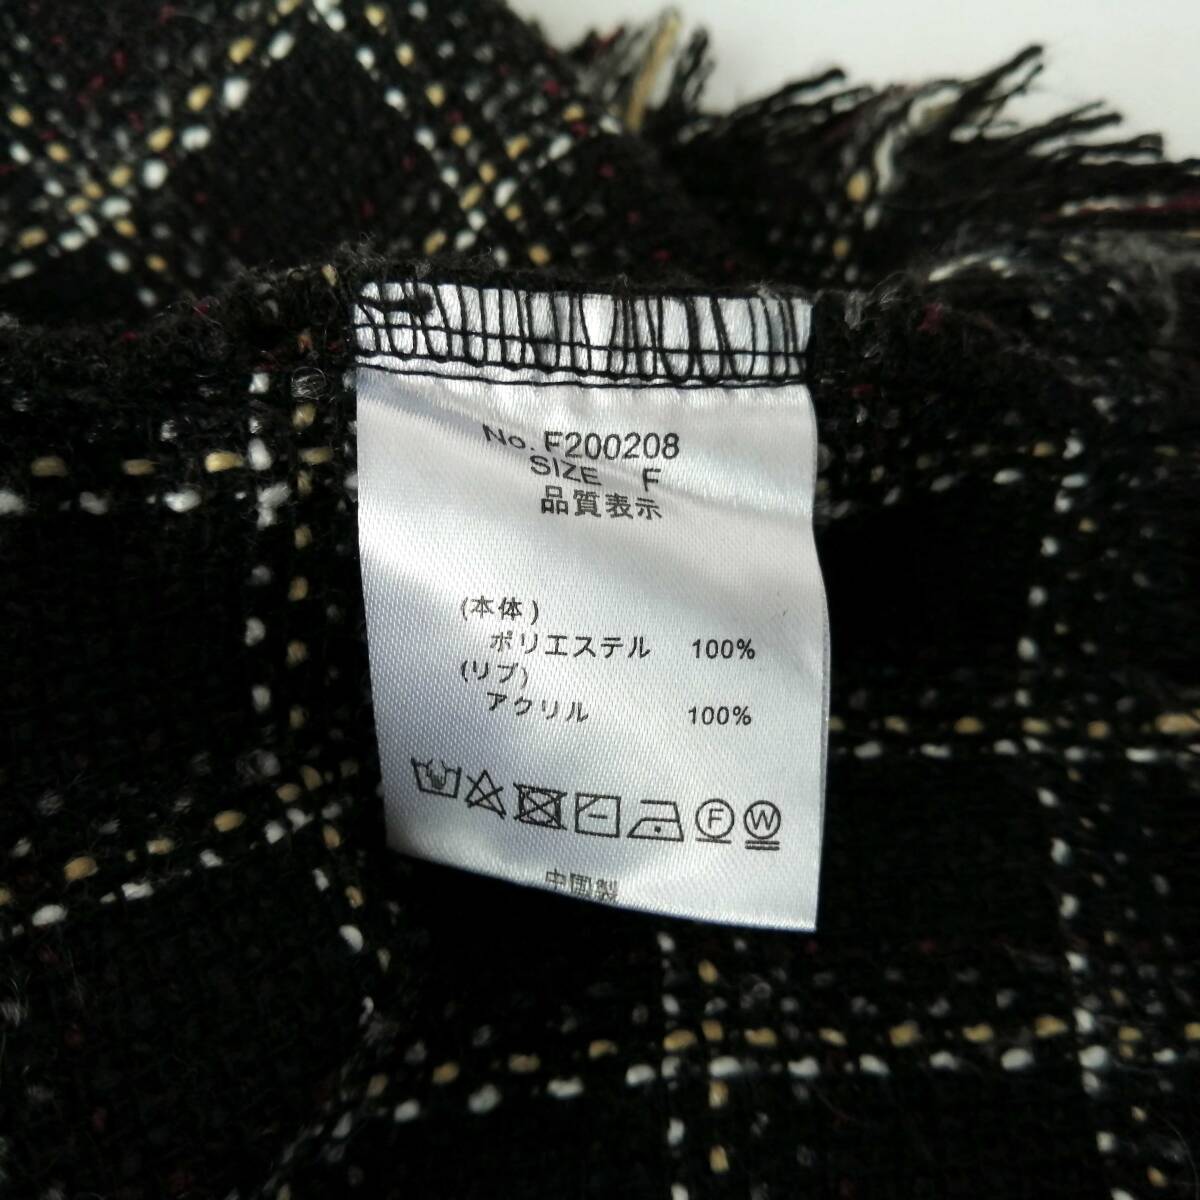 No. F200208
SIZE F
品質表示
(本体)
ポリエステル 100%
(リブ)
アクリル 100%
F W
中国製